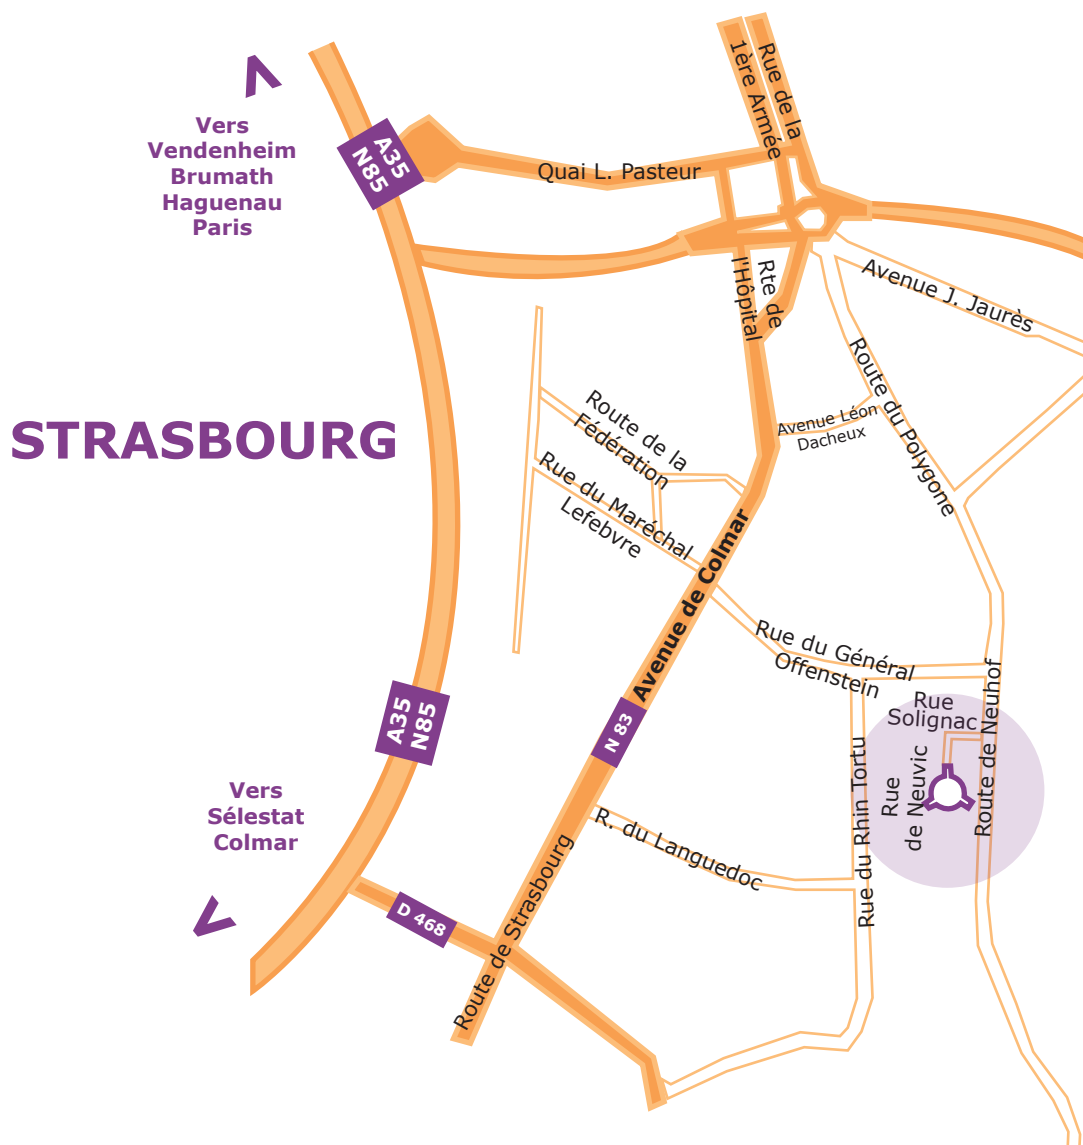 Rue de la
1ère Armée
Vers
Vendenheim
Brumath
Haguenau
Paris
A35
N85
Quai L. Pasteur
Rte de
l'Hôpital
Avenue J. Jaurès
Route du Polygone
Avenue Léon
Dacheux
STRASBOURG
Route de la
Fédération
Rue du Maréchal
Lefebvre
Avenue de Colmar
Rue du Général
Offenstein
Rue
Solignac
Route de Neuhof
A35
N85
N 83
Rue
de Neuvic
Rue du Rhin Tortu
Vers
Sélestat
Colmar
R. du Languedoc
D 468
Route de Strasbourg